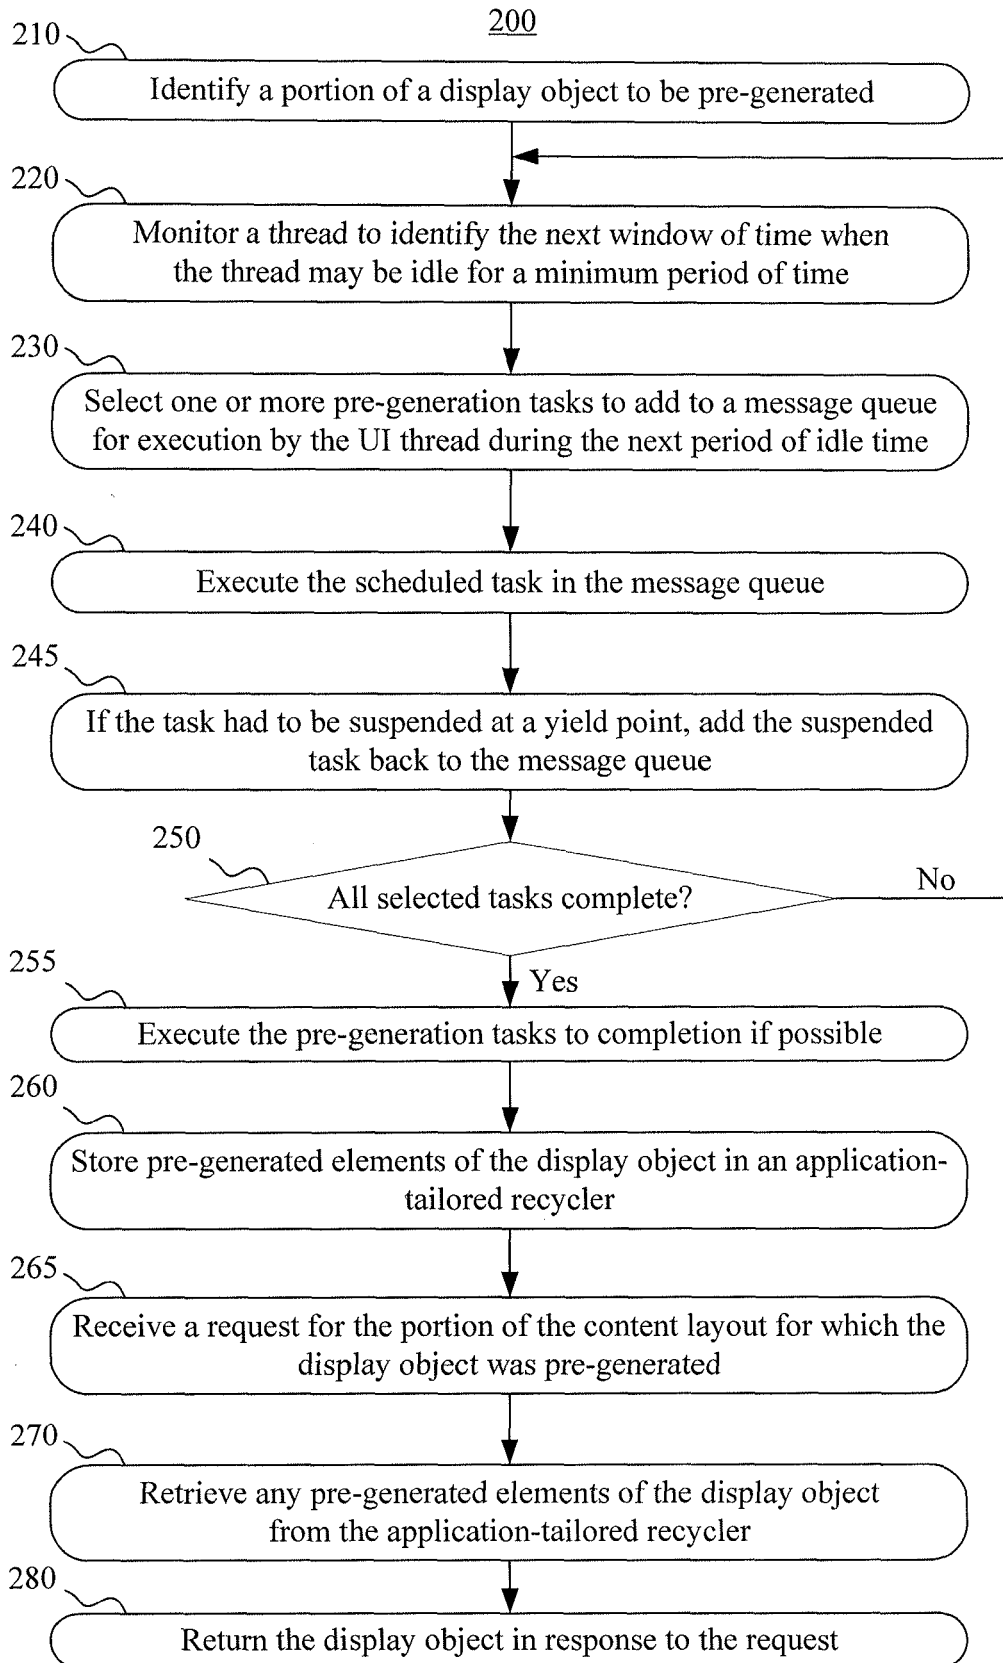 200
210
Identify a portion of a display object to be pre-generated
220
Monitor a thread to identify the next window of time when
the thread may be idle for a minimum period of time
230
Select one or more pre-generation tasks to add to a message queue
for execution by the UI thread during the next period of idle time
240
Execute the scheduled task in the message queue
245
If the task had to be suspended at a yield point, add the suspended
task back to the message queue
250
All selected tasks complete?
No
Yes
255
Execute the pre-generation tasks to completion if possible
260
Store pre-generated elements of the display object in an application-
tailored recycler
265
Receive a request for the portion of the content layout for which the
display object was pre-generated
270
Retrieve any pre-generated elements of the display object
from the application-tailored recycler
280
Return the display object in response to the request